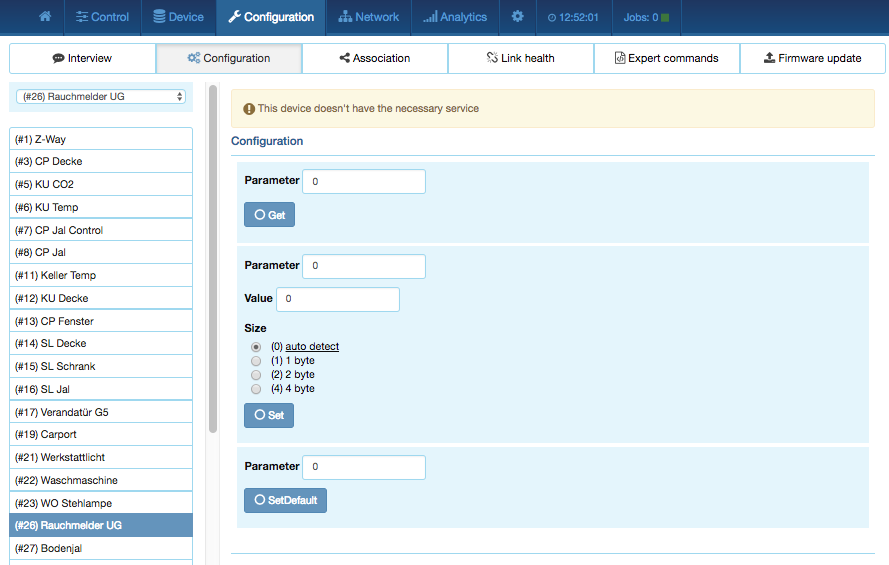 Control Device Configuration Network Analytics 12:52:01 Jobs: 0
Interview Configuration Association Link health Expert commands Firmware update
(#26) Rauchmelder UG
(#1) Z-Way
(#3) CP Decke
(#5) KU CO2
(#6) KU Temp
(#7) CP Jal Control
(#8) CP Jal
(#11) Keller Temp
(#12) KU Decke
(#13) CP Fenster
(#14) SL Decke
(#15) SL Schrank
(#16) SL Jal
(#17) Verandatür G5
(#19) Carport
(#21) Werkstattlicht
(#22) Waschmaschine
(#23) WO Stehlampe
(#26) Rauchmelder UG
(#27) Bodenjal
This device doesn't have the necessary service
Configuration
Parameter 0
Get
Parameter 0
Value 0
Size
(0) auto detect
(1) 1 byte
(2) 2 byte
(4) 4 byte
Set
Parameter 0
SetDefault